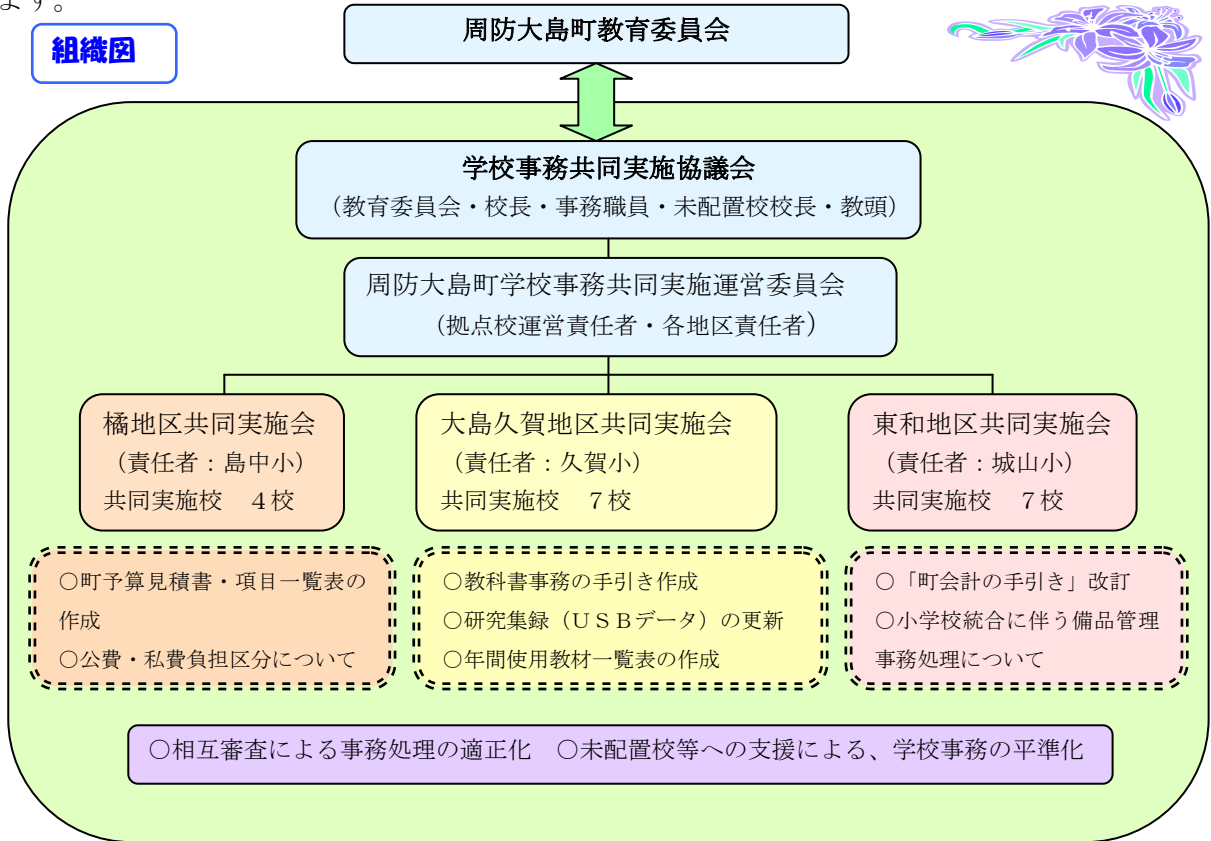 ます。
組織図
周防大島町教育委員会
学校事務共同実施協議会
（教育委員会・校長・事務職員・未配置校校長・教頭）
周防大島町学校事務共同実施運営委員会
（拠点校運営責任者・各地区責任者）
橘地区共同実施会
（責任者：島中小）
共同実施校　４校
大島久賀地区共同実施会
（責任者：久賀小）
共同実施校　７校
東和地区共同実施会
（責任者：城山小）
共同実施校　７校
○町予算見積書・項目一覧表の
作成
○公費・私費負担区分について
○教科書事務の手引き作成
○研究集録（ＵＳＢデータ）の更新
○年間使用教材一覧表の作成
○「町会計の手引き」改訂
○小学校統合に伴う備品管理
事務処理について
○相互審査による事務処理の適正化　○未配置校等への支援による、学校事務の平準化